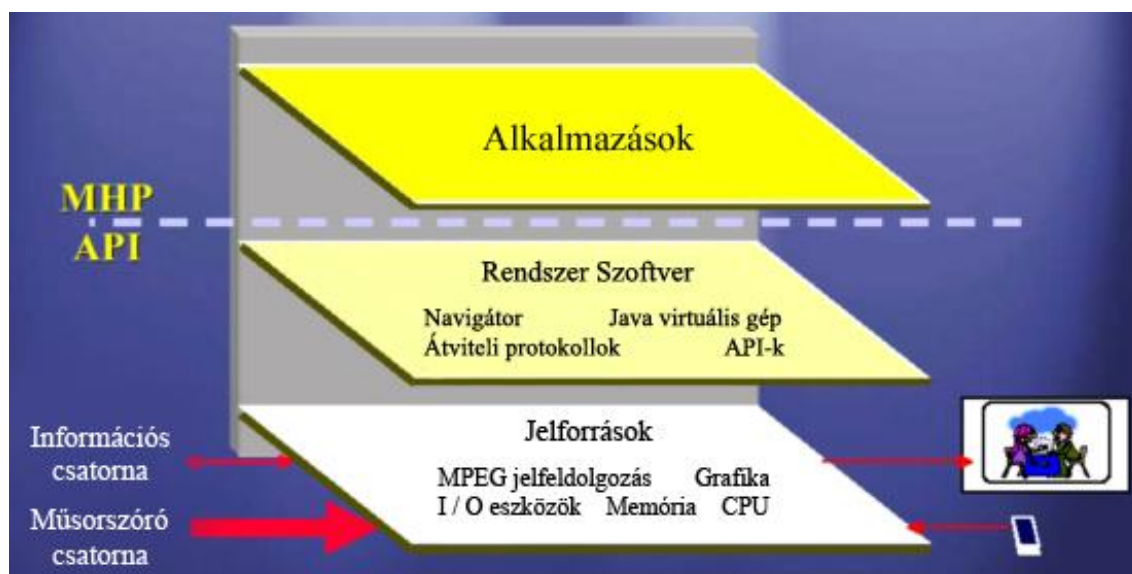 Alkalmazások
MHP
API
Rendszer Szoftver
Navigátor Java virtuális gép
Átviteli protokollok API-k
Jelforrások
MPEG jelfeldolgozás Grafika
I / O eszközök Memória CPU
Információs
csatorna
Műsorszóró
csatorna